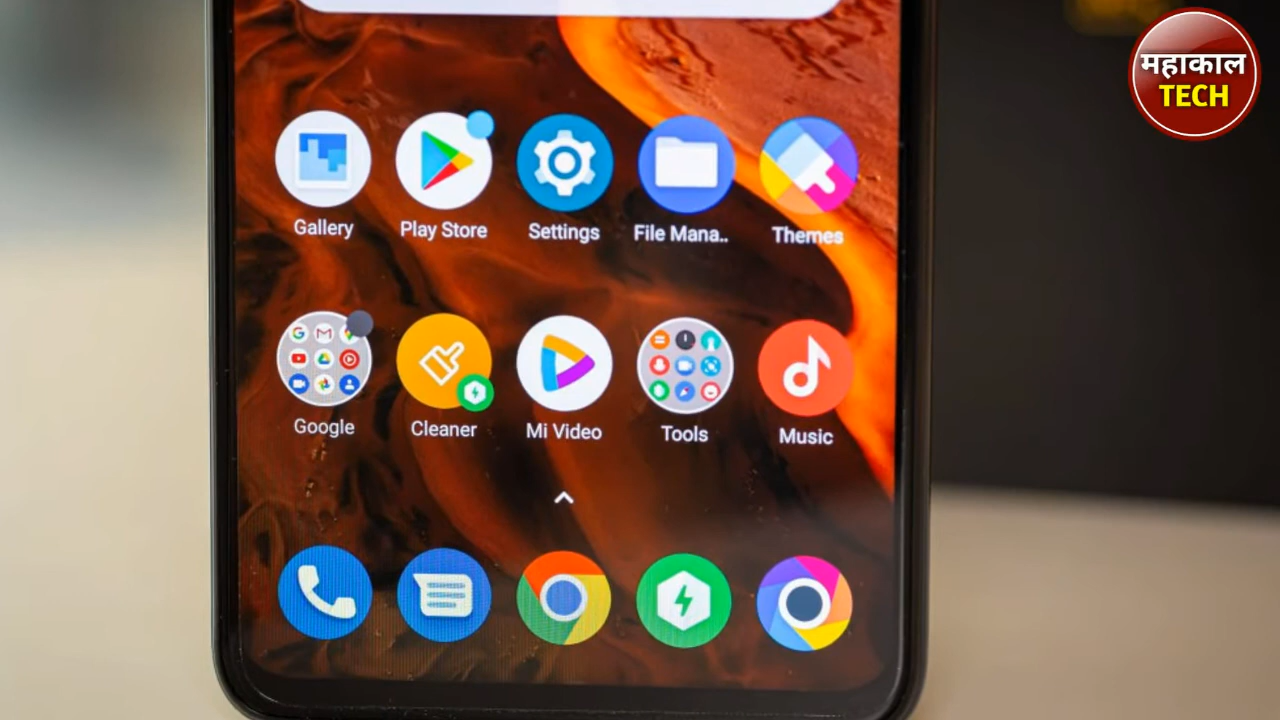 महाकाल
TECH
Gallery
Play Store
Settings
File Mana..
Themes
Google
Cleaner
Mi Video
Tools
Music